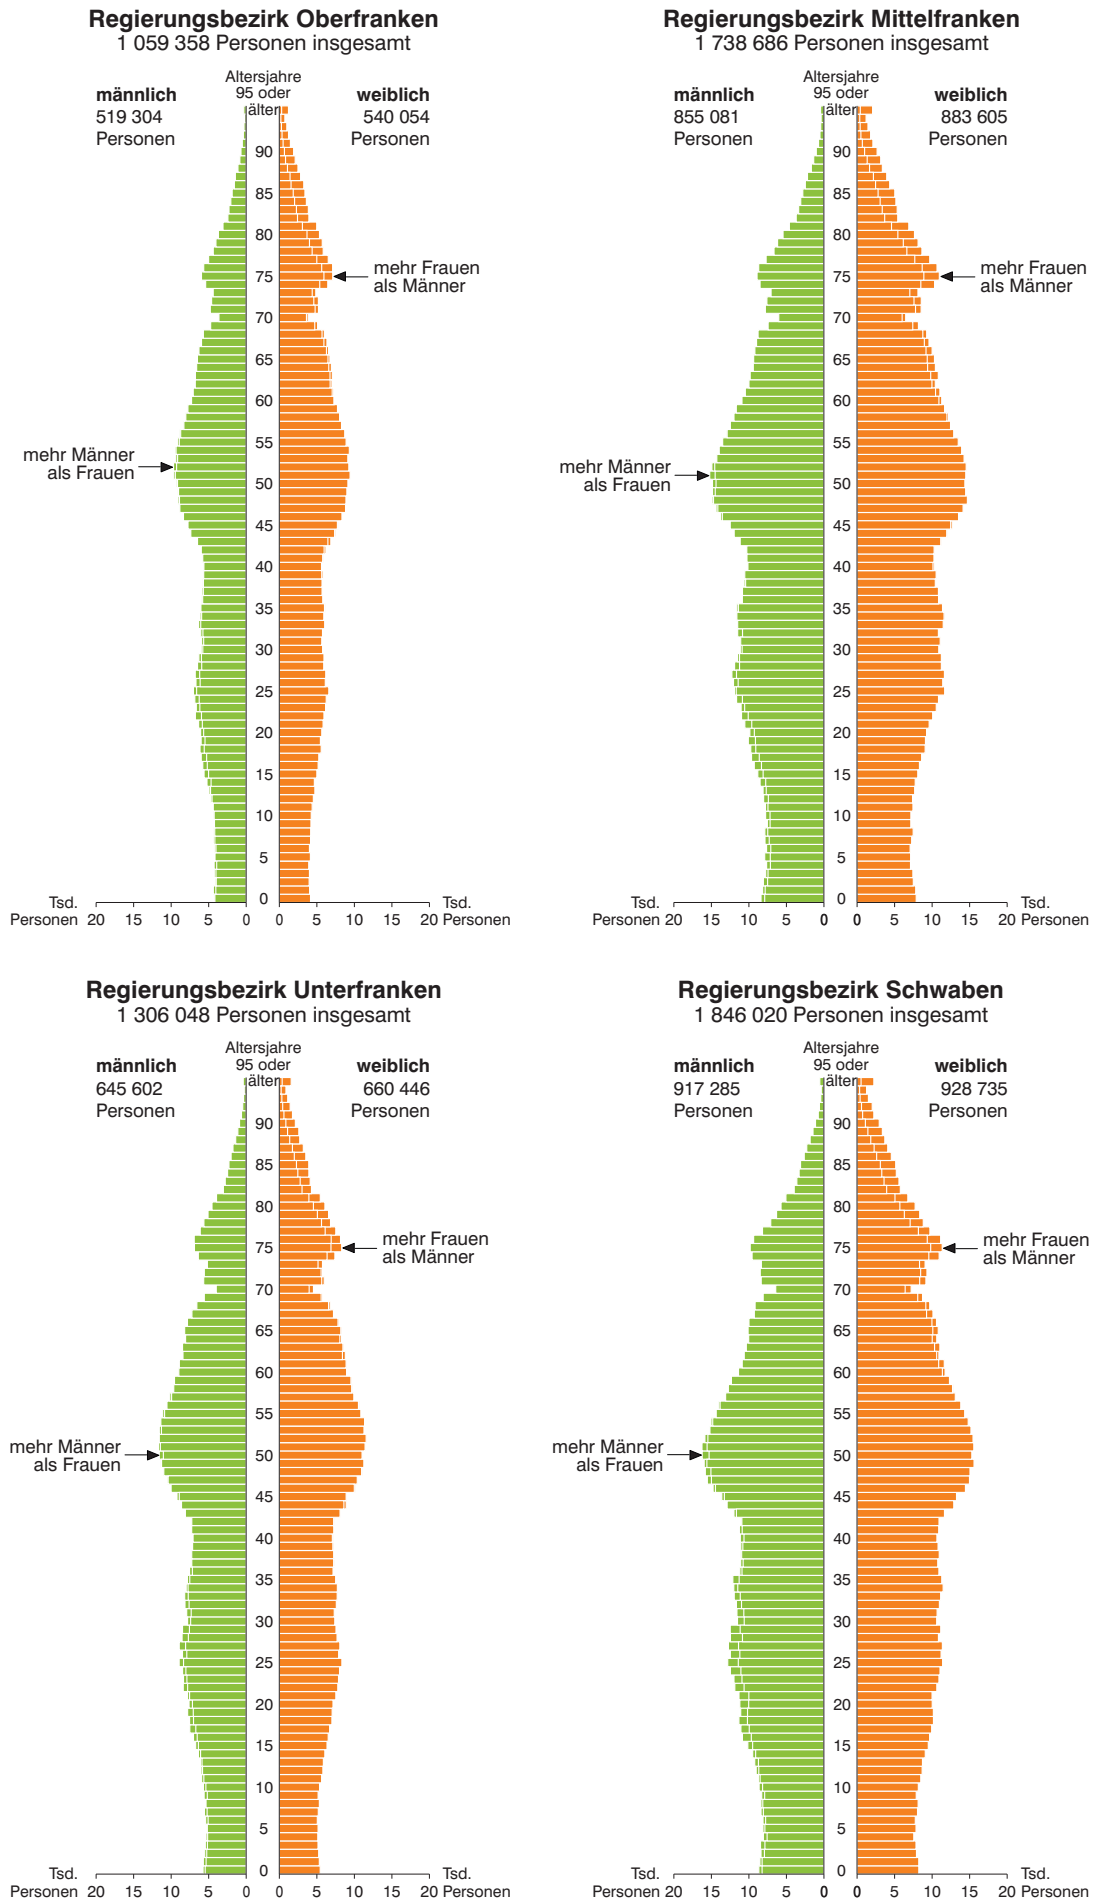 Regierungsbezirk Oberfranken
1 059 358 Personen insgesamt
Altersjahre
95 oder
älter
männlich
519 304
Personen
weiblich
540 054
Personen
90
85
80
75
70
65
60
55
50
45
40
35
30
25
20
15
10
5
0
mehr Frauen
als Männer
mehr Männer
als Frauen
Tsd.
Personen 20 15 10 5 0 0 5 10 15 20 Personen
Tsd.
Regierungsbezirk Mittelfranken
1 738 686 Personen insgesamt
Altersjahre
95 oder
älter
männlich
855 081
Personen
weiblich
883 605
Personen
90
85
80
75
70
65
60
55
50
45
40
35
30
25
20
15
10
5
0
mehr Frauen
als Männer
mehr Männer
als Frauen
Tsd.
Personen 20 15 10 5 0 0 5 10 15 20 Personen
Tsd.
Regierungsbezirk Unterfranken
1 306 048 Personen insgesamt
Altersjahre
95 oder
älter
männlich
645 602
Personen
weiblich
660 446
Personen
90
85
80
75
70
65
60
55
50
45
40
35
30
25
20
15
10
5
0
mehr Frauen
als Männer
mehr Männer
als Frauen
Tsd.
Personen 20 15 10 5 0 0 5 10 15 20 Personen
Tsd.
Regierungsbezirk Schwaben
1 846 020 Personen insgesamt
Altersjahre
95 oder
älter
männlich
917 285
Personen
weiblich
928 735
Personen
90
85
80
75
70
65
60
55
50
45
40
35
30
25
20
15
10
5
0
mehr Frauen
als Männer
mehr Männer
als Frauen
Tsd.
Personen 20 15 10 5 0 0 5 10 15 20 Personen
Tsd.